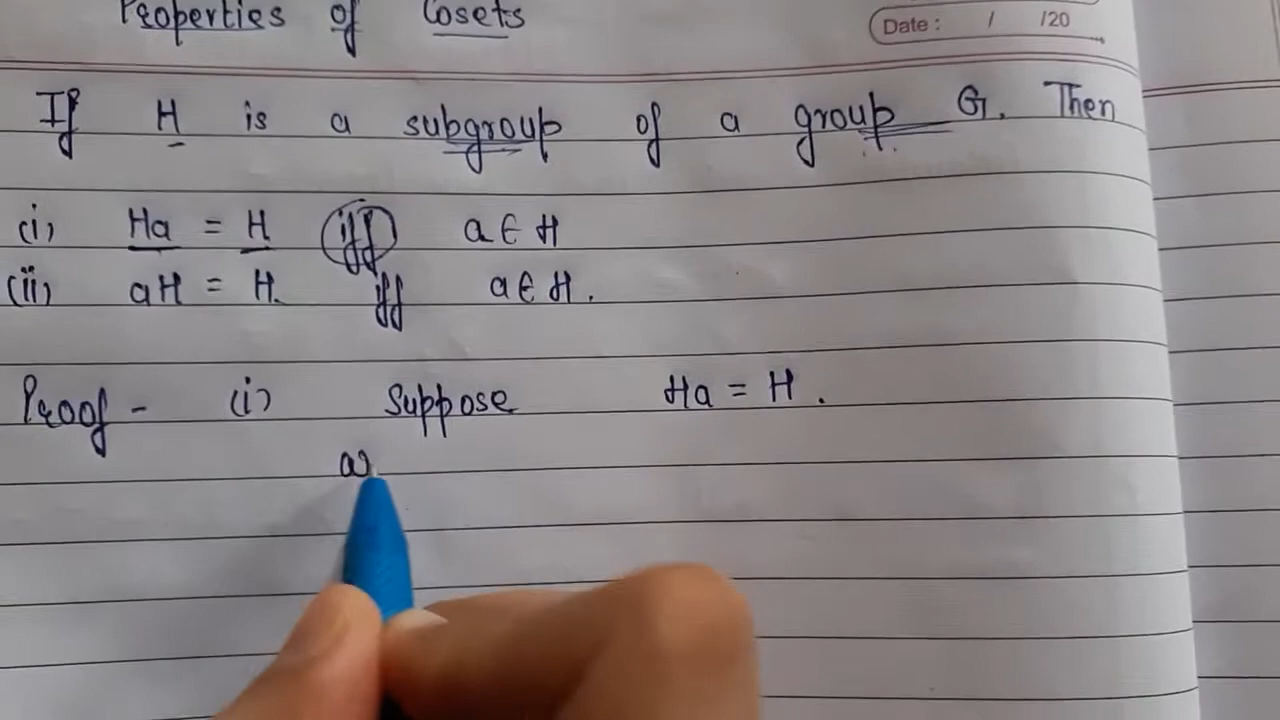 Properties of Cosets
Date : / /20
If H is a subgroup of a group G. Then
(i) Ha = H iff a ∈ H
(ii) aH = H. iff a ∈ H.
Proof - (i) Suppose Ha = H.